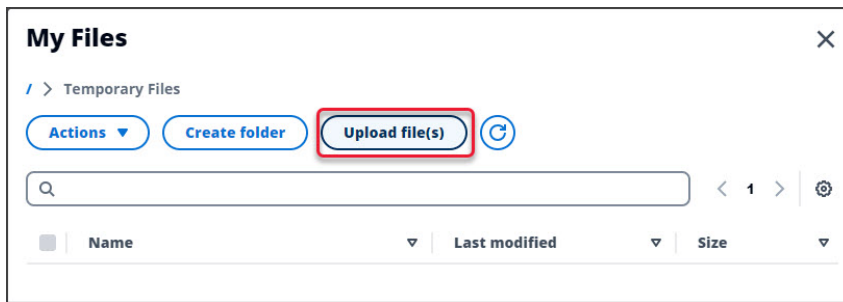 My Files
/ > Temporary Files
Actions Create folder Upload file(s)
< 1 >
Name Last modified Size